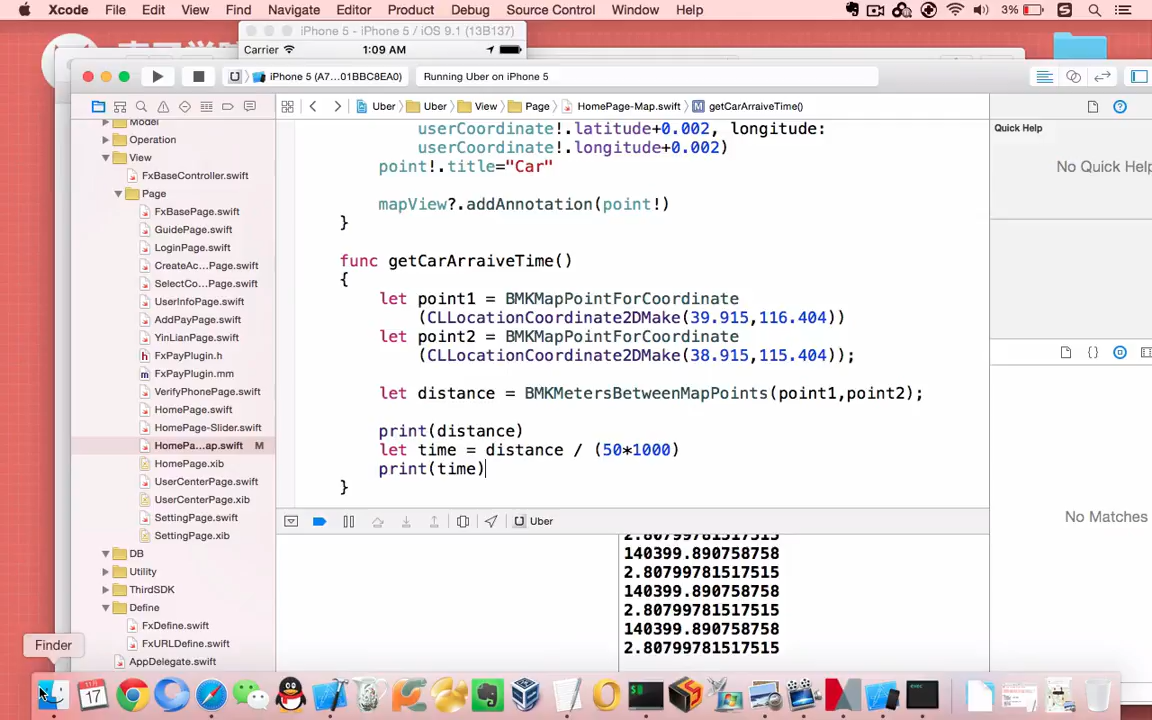 Xcode File Edit View Find Navigate Editor Product Debug Source Control Window Help 3%
iPhone 5 - iPhone 5 / iOS 9.1 (13B137)
Carrier 1:09 AM
iPhone 5 (A7...01BBC8EA0) Running Uber on iPhone 5
Uber Uber View Page HomePage-Map.swift M getCarArraiveTime()
Model
Operation
View
FxBaseController.swift
Page
FxBasePage.swift
GuidePage.swift
LoginPage.swift
CreateAc...Page.swift
SelectCo...Page.swift
UserInfoPage.swift
AddPayPage.swift
YinLianPage.swift
FxPayPlugin.h
FxPayPlugin.mm
VerifyPhonePage.swift
HomePage.swift
HomePage-Slider.swift
HomePa...ap.swift M
HomePage.xib
UserCenterPage.swift
UserCenterPage.xib
SettingPage.swift
SettingPage.xib
DB
Utility
ThirdSDK
Define
FxDefine.swift
FxURLDefine.swift
AppDelegate.swift
userCoordinate!.latitude+0.002, longitude:
userCoordinate!.longitude+0.002)
point!.title="Car"
mapView?.addAnnotation(point!)
}
func getCarArraiveTime()
{
let point1 = BMKMapPointForCoordinate
(CLLocationCoordinate2DMake(39.915,116.404))
let point2 = BMKMapPointForCoordinate
(CLLocationCoordinate2DMake(38.915,115.404));
let distance = BMKMetersBetweenMapPoints(point1,point2);
print(distance)
let time = distance / (50*1000)
print(time)
}
Uber
2.80799781517515
140399.890758758
2.80799781517515
140399.890758758
2.80799781517515
140399.890758758
2.80799781517515
Quick Help
No Quick Help
No Matches
Finder
17